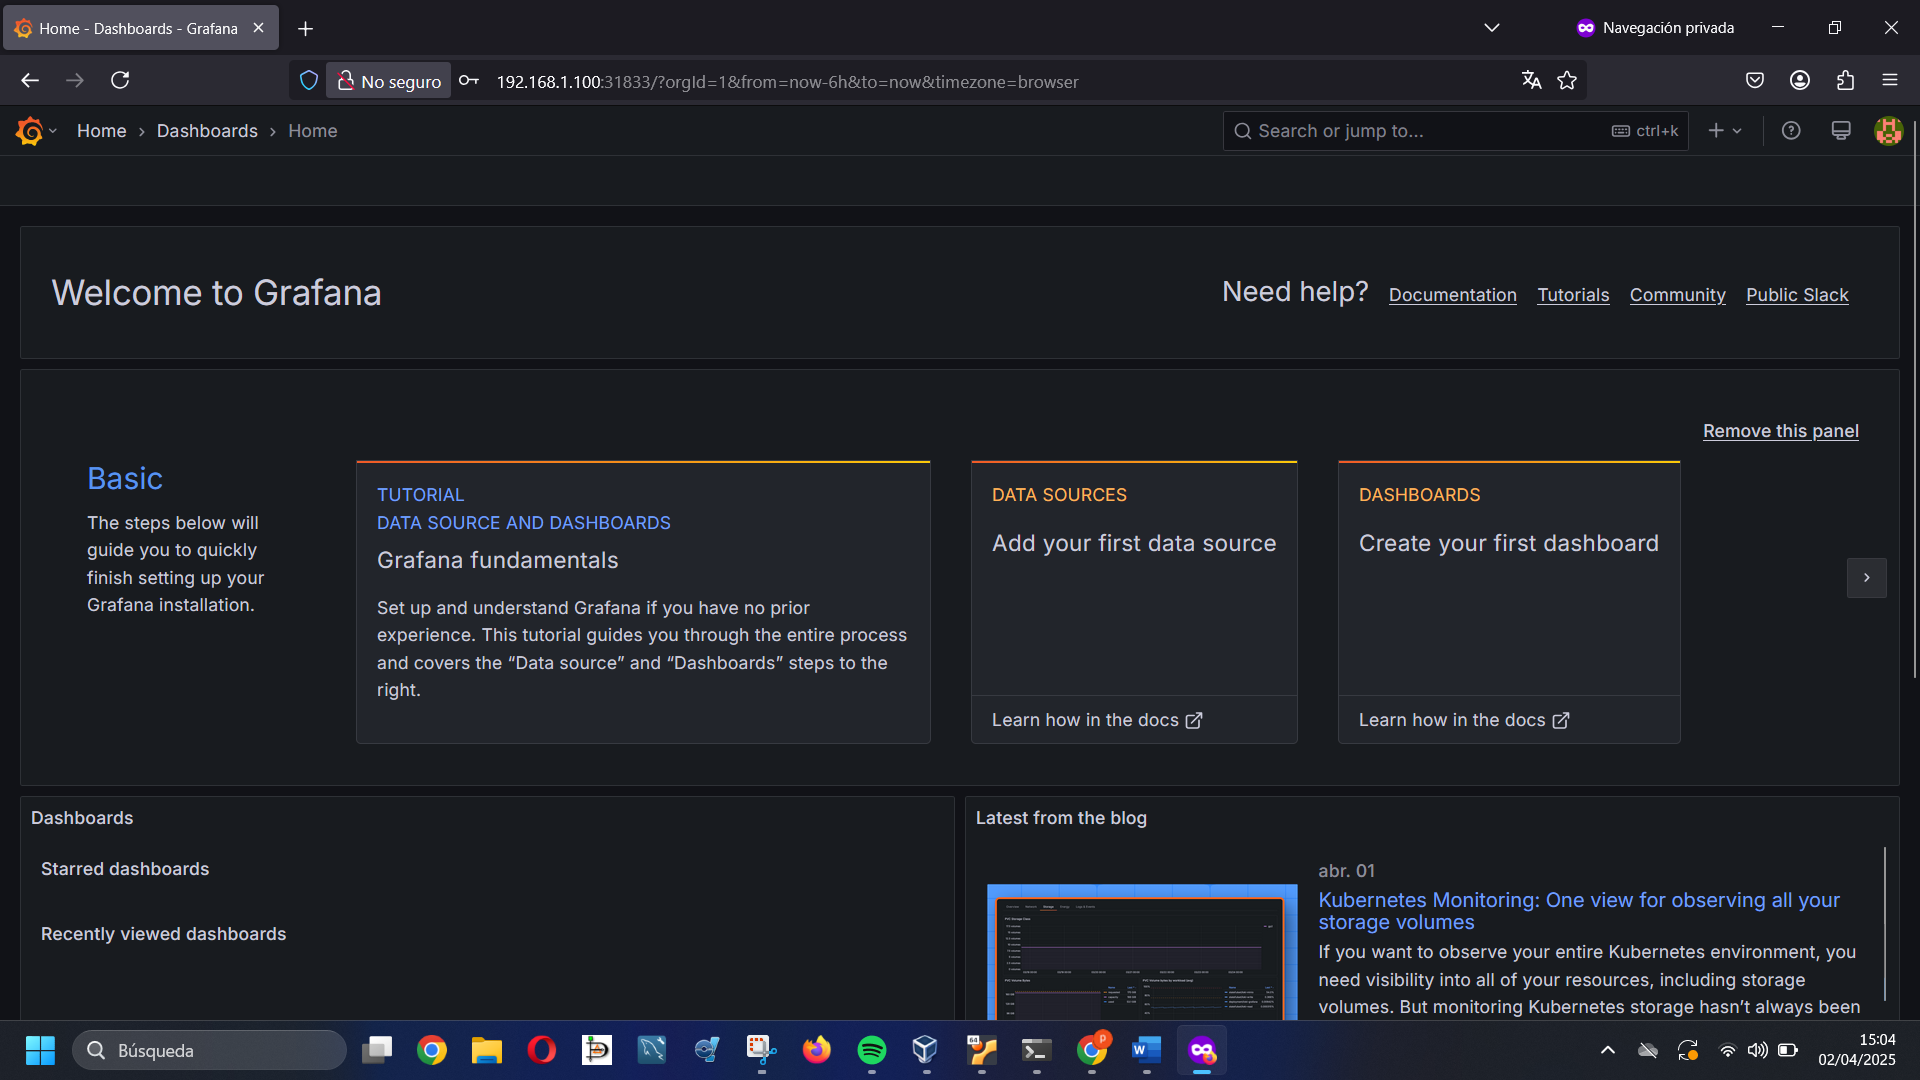 Home - Dashboards - Grafana
Navegación privada
No seguro
192.168.1.100:31833/?orgId=1&from=now-6h&to=now&timezone=browser
Home › Dashboards › Home
Search or jump to...
ctrl+k
Welcome to Grafana
Need help?
Documentation
Tutorials
Community
Public Slack
Remove this panel
Basic
The steps below will
guide you to quickly
finish setting up your
Grafana installation.
TUTORIAL
DATA SOURCE AND DASHBOARDS
Grafana fundamentals
Set up and understand Grafana if you have no prior
experience. This tutorial guides you through the entire process
and covers the “Data source” and “Dashboards” steps to the
right.
DATA SOURCES
Add your first data source
Learn how in the docs
DASHBOARDS
Create your first dashboard
Learn how in the docs
Dashboards
Starred dashboards
Recently viewed dashboards
Latest from the blog
abr. 01
Kubernetes Monitoring: One view for observing all your
storage volumes
If you want to observe your entire Kubernetes environment, you
need visibility into all of your resources, including storage
volumes. But monitoring Kubernetes storage hasn’t always been
Búsqueda
64
P
15:04
02/04/2025